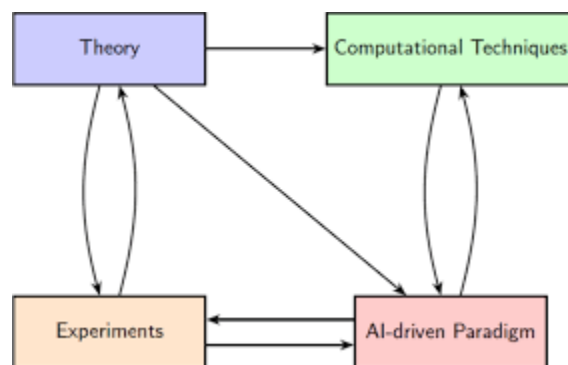 Theory
Computational Techniques
Experiments
AI-driven Paradigm